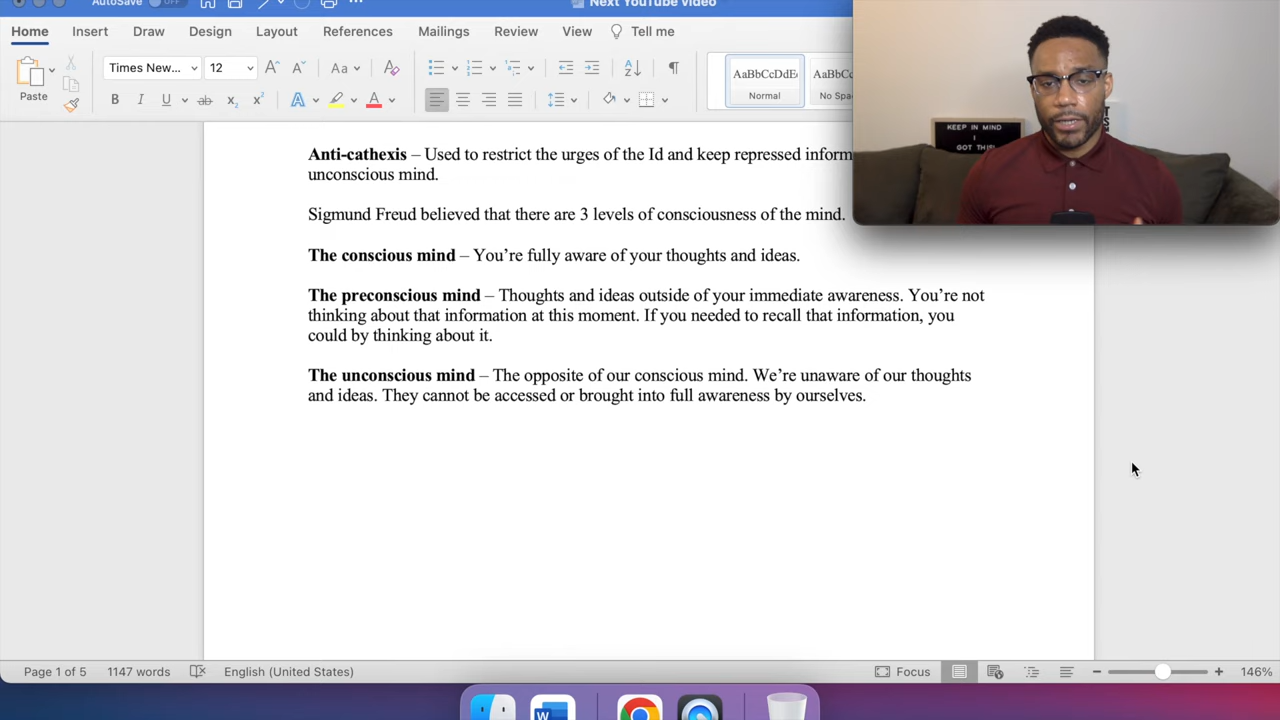 AutoSave OFF
Next YouTube video
Home Insert Draw Design Layout References Mailings Review View Tell me
Paste
Times New... 12
AaBbCcDdEe
Normal
No Spa
KEEP IN MIND
I
GOT THIS!
Anti-cathexis – Used to restrict the urges of the Id and keep repressed inform
unconscious mind.
Sigmund Freud believed that there are 3 levels of consciousness of the mind.
The conscious mind – You’re fully aware of your thoughts and ideas.
The preconscious mind – Thoughts and ideas outside of your immediate awareness. You’re not
thinking about that information at this moment. If you needed to recall that information, you
could by thinking about it.
The unconscious mind – The opposite of our conscious mind. We’re unaware of our thoughts
and ideas. They cannot be accessed or brought into full awareness by ourselves.
Page 1 of 5 1147 words English (United States) Focus 146%